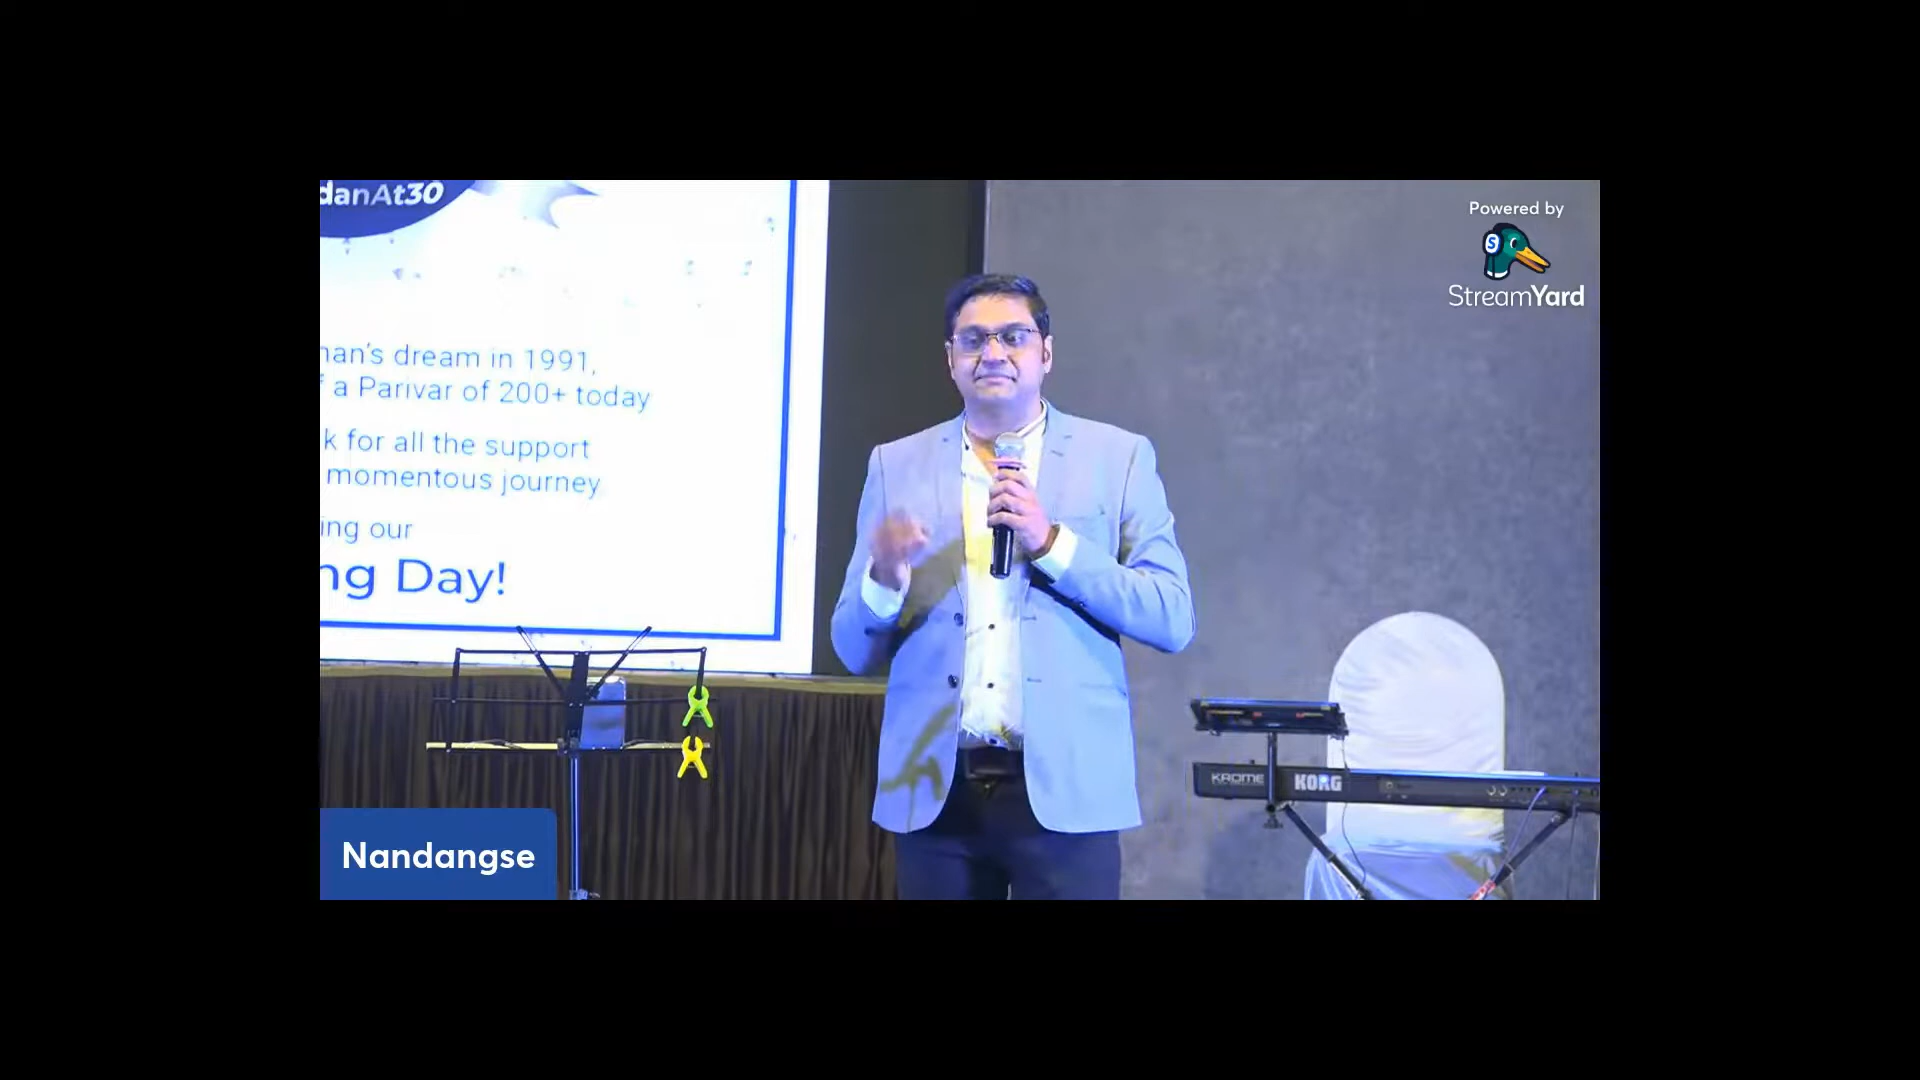 danAt30
man's dream in 1991,
f a Parivar of 200+ today
k for all the support
momentous journey
ing our
ng Day!
Powered by
StreamYard
KROME KORG
Nandangse